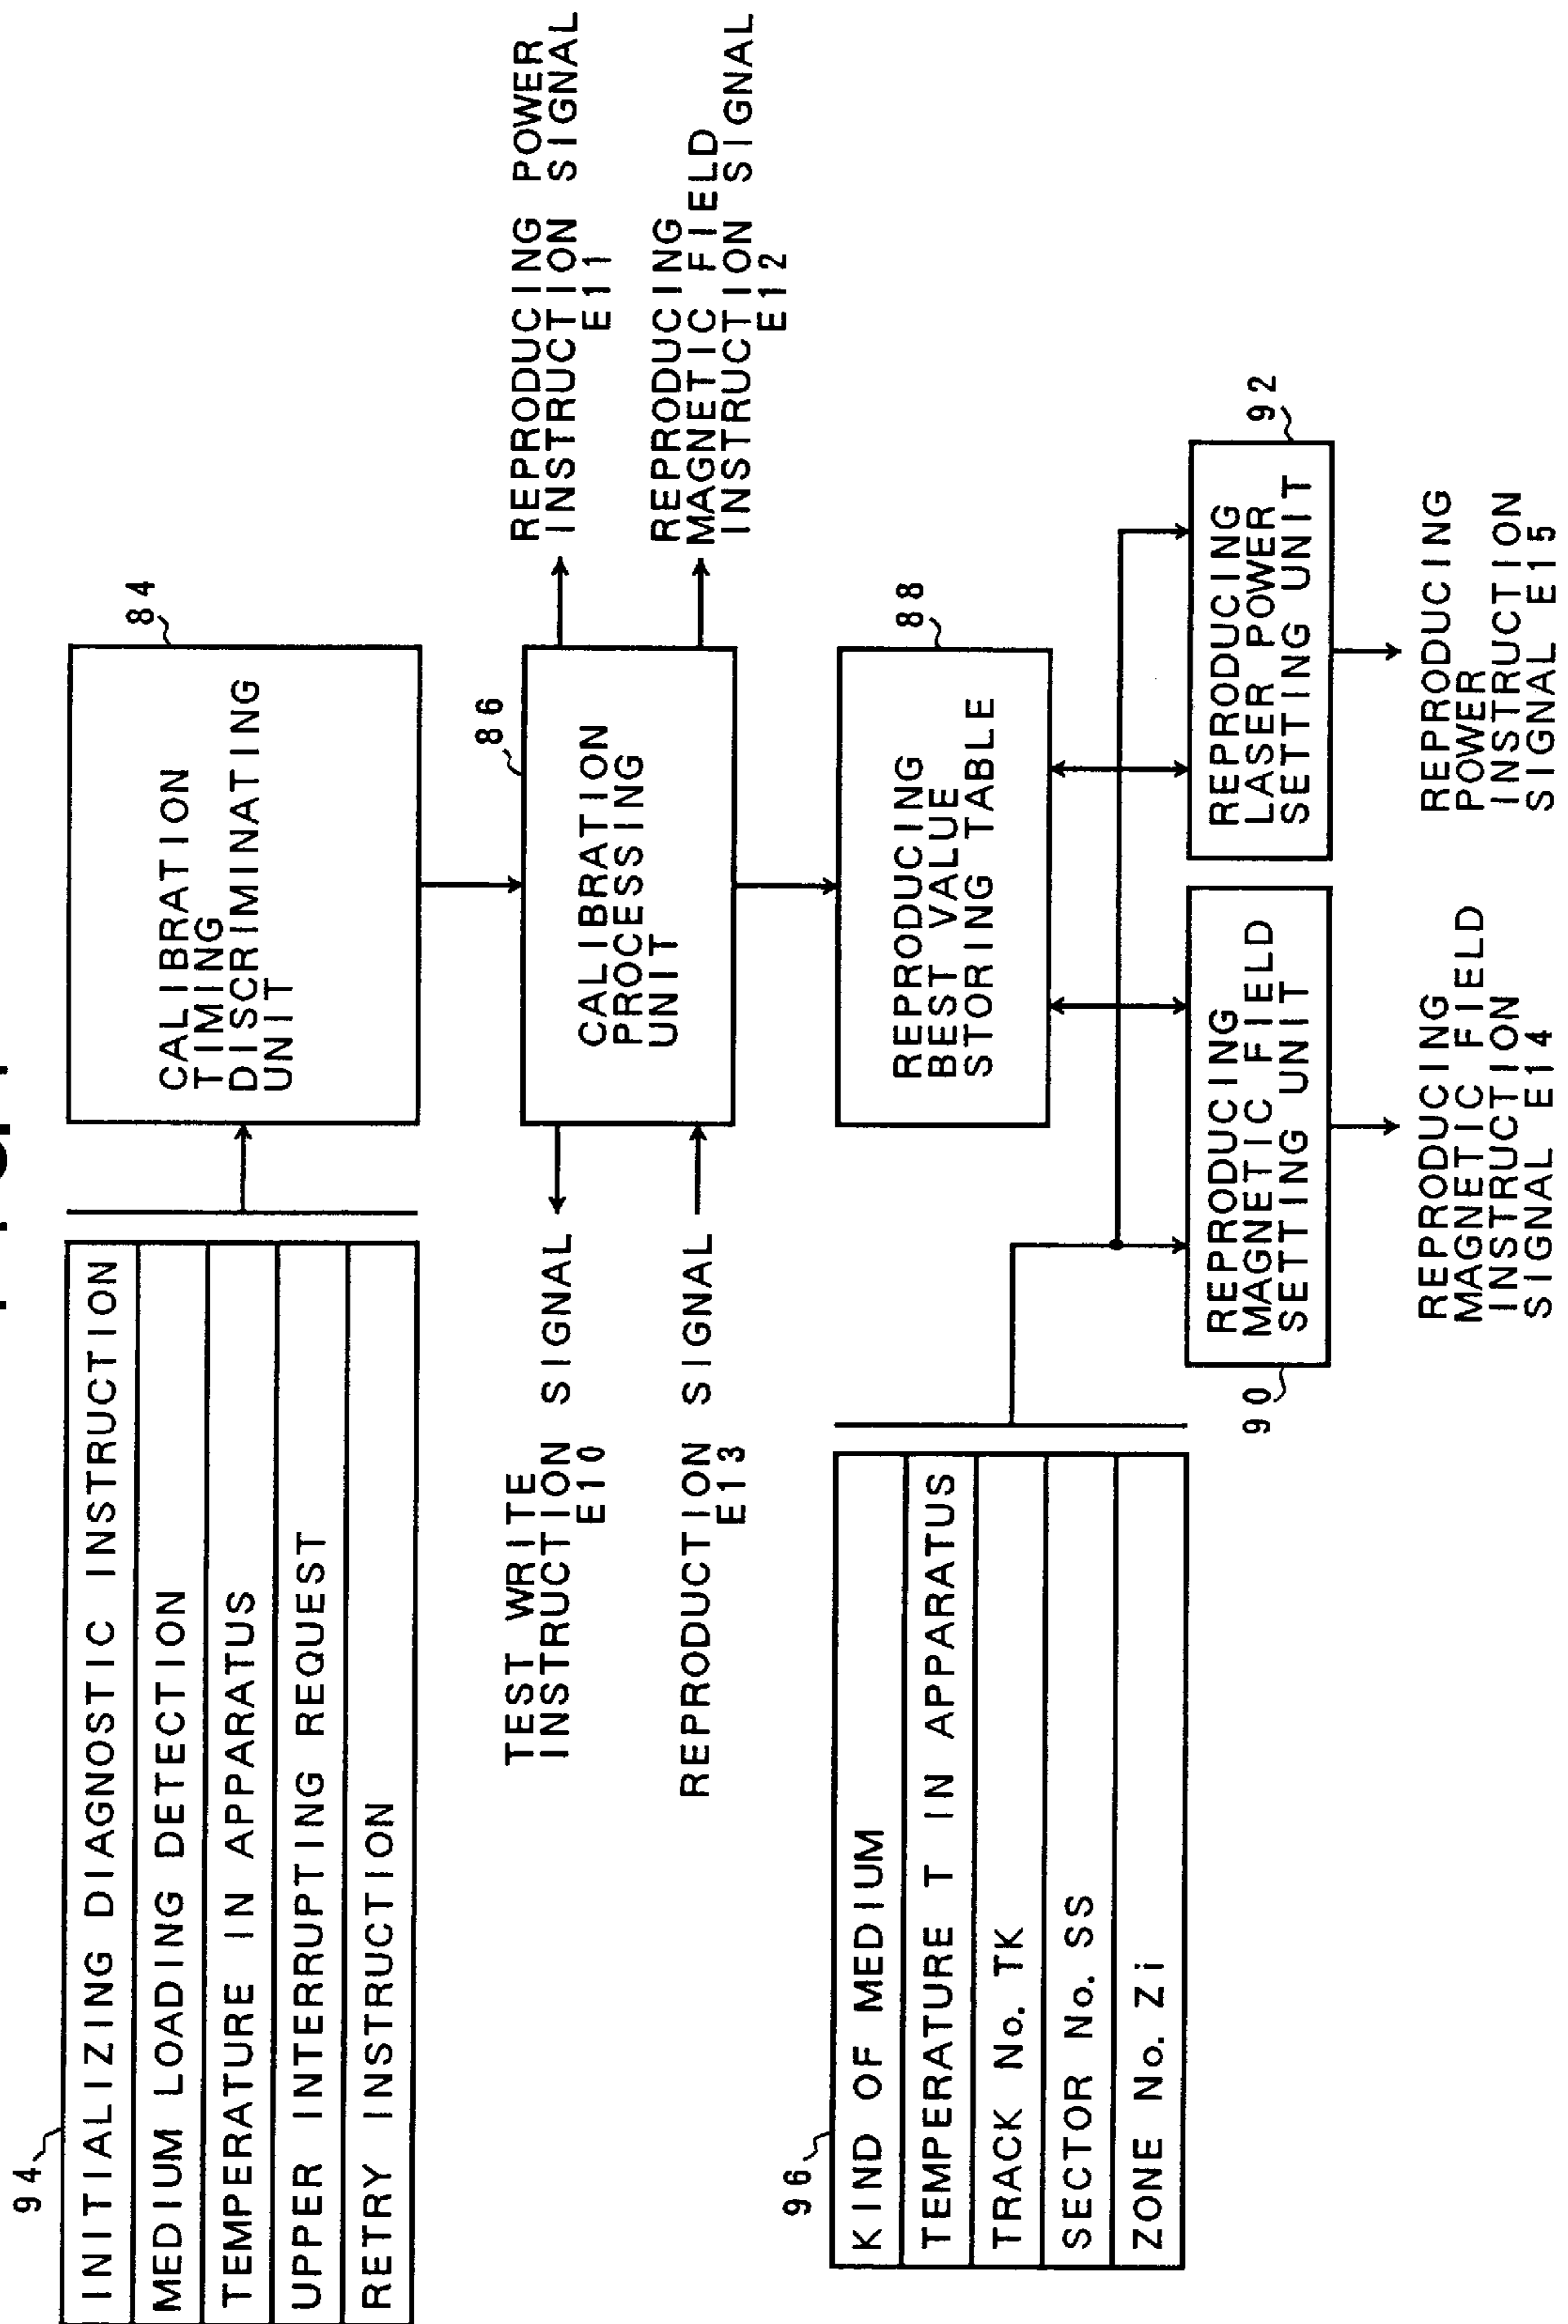 94
INITIALIZING DIAGNOSTIC INSTRUCTION
MEDIUM LOADING DETECTION
TEMPERATURE IN APPARATUS
UPPER INTERRUPTING REQUEST
RETRY INSTRUCTION
84
CALIBRATION
TIMING
DISCRIMINATING
UNIT
TEST WRITE
INSTRUCTION SIGNAL
E10
REPRODUCTION SIGNAL
E13
86
CALIBRATION
PROCESSING
UNIT
REPRODUCING POWER
INSTRUCTION SIGNAL
E11
REPRODUCING
MAGNETIC FIELD
INSTRUCTION SIGNAL
E12
96
KIND OF MEDIUM
TEMPERATURE T IN APPARATUS
TRACK No. TK
SECTOR No. SS
ZONE No. Zi
88
REPRODUCING
BEST VALUE
STORING TABLE
90
REPRODUCING
MAGNETIC FIELD
SETTING UNIT
92
REPRODUCING
LASER POWER
SETTING UNIT
REPRODUCING
MAGNETIC FIELD
INSTRUCTION
SIGNAL E14
REPRODUCING
POWER
INSTRUCTION
SIGNAL E15